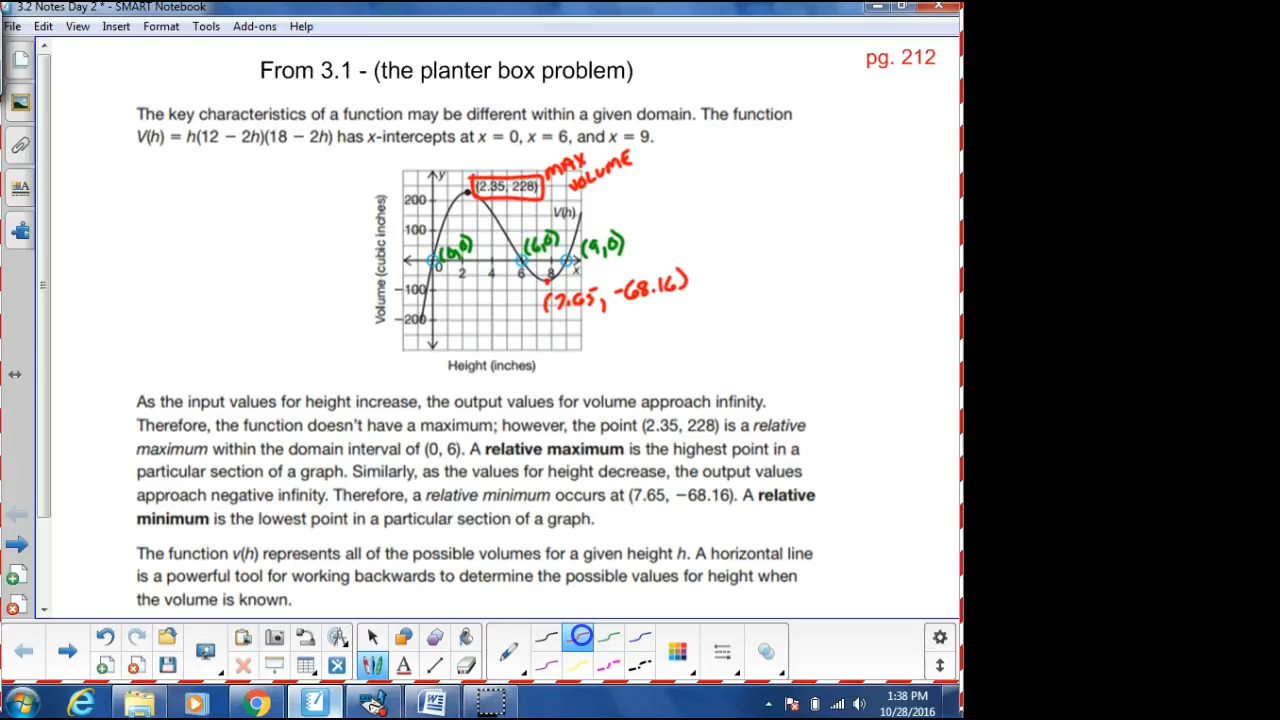 3.2 Notes Day 2 * - SMART Notebook
File Edit View Insert Format Tools Add-ons Help
pg. 212
From 3.1 - (the planter box problem)
The key characteristics of a function may be different within a given domain. The function
V(h) = h(12 − 2h)(18 − 2h) has x-intercepts at x = 0, x = 6, and x = 9.
MAX
VOLUME
y
(2.35, 228)
200
V(h)
100
(0,0) (6,0) (9,0)
0 2 4 6 8 x
−100
(7.65, -68.16)
−200
Volume (cubic inches)
Height (inches)
As the input values for height increase, the output values for volume approach infinity.
Therefore, the function doesn't have a maximum; however, the point (2.35, 228) is a relative
maximum within the domain interval of (0, 6). A relative maximum is the highest point in a
particular section of a graph. Similarly, as the values for height decrease, the output values
approach negative infinity. Therefore, a relative minimum occurs at (7.65, −68.16). A relative
minimum is the lowest point in a particular section of a graph.
The function v(h) represents all of the possible volumes for a given height h. A horizontal line
is a powerful tool for working backwards to determine the possible values for height when
the volume is known.
1:38 PM
10/28/2016